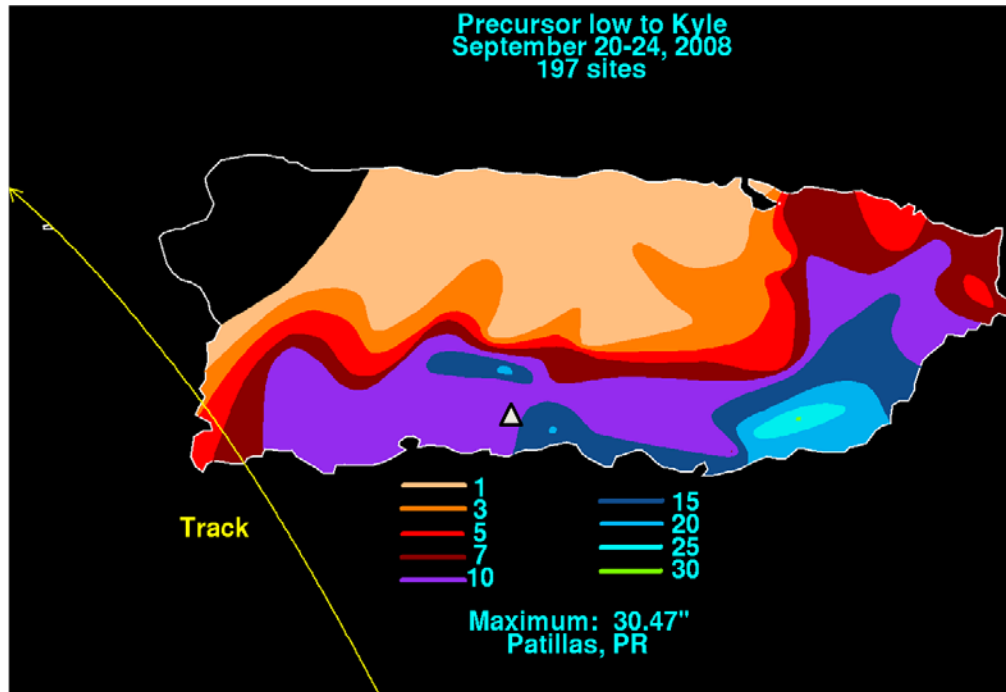 Precursor low to Kyle
September 20-24, 2008
197 sites
Track
1
3
5
7
10
15
20
25
30
Maximum: 30.47"
Patillas, PR